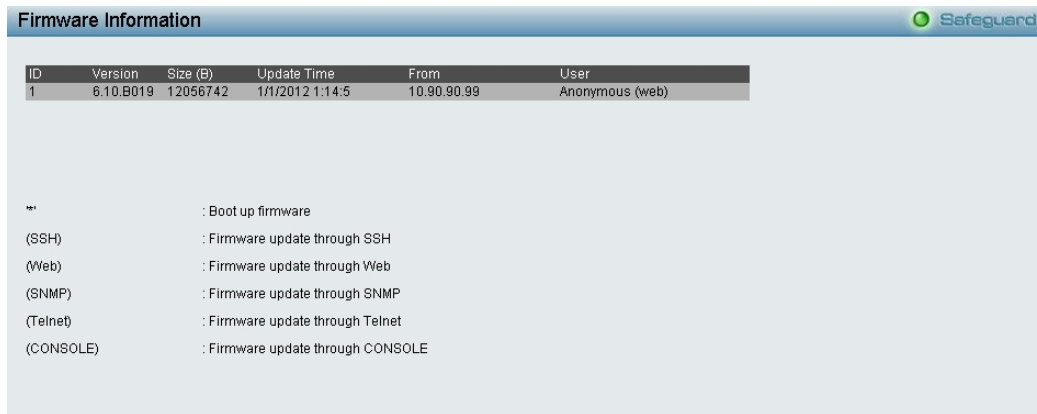 Firmware Information
Safeguard
ID Version Size (B) Update Time From User
1 6.10.B019 12056742 1/1/2012 1:14:5 10.90.90.99 Anonymous (web)
'*' : Boot up firmware
(SSH) : Firmware update through SSH
(Web) : Firmware update through Web
(SNMP) : Firmware update through SNMP
(Telnet) : Firmware update through Telnet
(CONSOLE) : Firmware update through CONSOLE